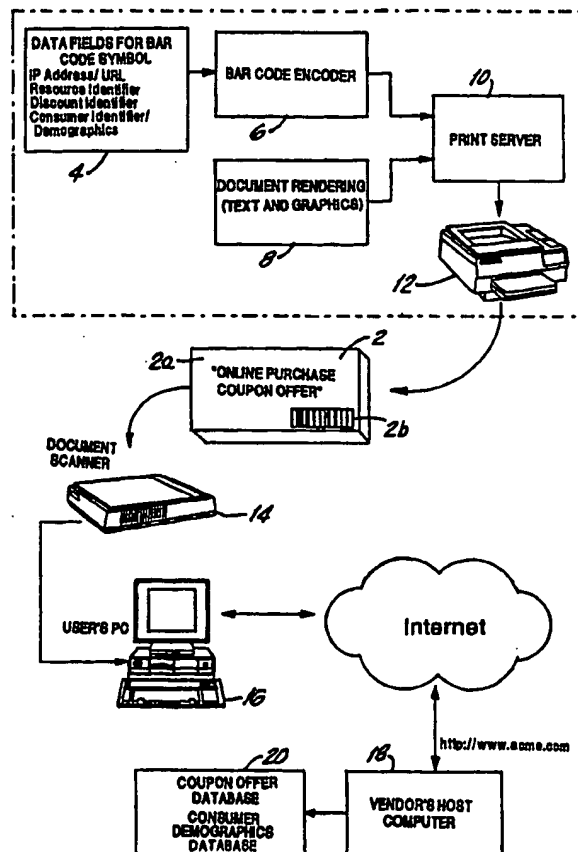 DATA FIELDS FOR BAR
CODE SYMBOL
IP Address/ URL
Resource Identifier
Discount Identifier
Consumer Identifier/
Demographics
4
BAR CODE ENCODER
6
DOCUMENT RENDERING
(TEXT AND GRAPHICS)
8
10
PRINT SERVER
12
2a
2
"ONLINE PURCHASE
COUPON OFFER"
2b
DOCUMENT
SCANNER
14
USER'S PC
16
Internet
http://www.acme.com
20
COUPON OFFER
DATABASE
CONSUMER
DEMOGRAPHICS
DATABASE
18
VENDOR'S HOST
COMPUTER